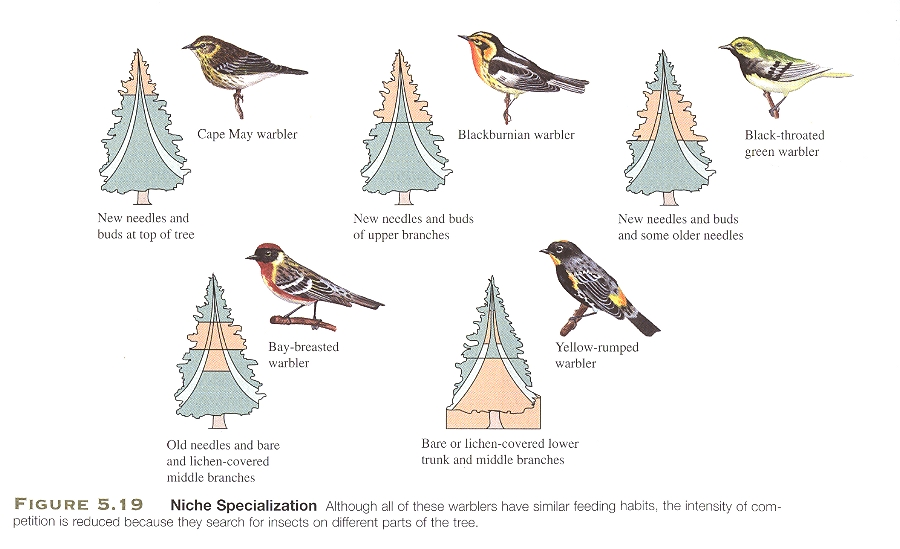 Cape May warbler
New needles and
buds at top of tree
Blackburnian warbler
New needles and buds
of upper branches
Black-throated
green warbler
New needles and buds
and some older needles
Bay-breasted
warbler
Old needles and bare
and lichen-covered
middle branches
Yellow-rumped
warbler
Bare or lichen-covered lower
trunk and middle branches
FIGURE 5.19 Niche Specialization Although all of these warblers have similar feeding habits, the intensity of com-
petition is reduced because they search for insects on different parts of the tree.